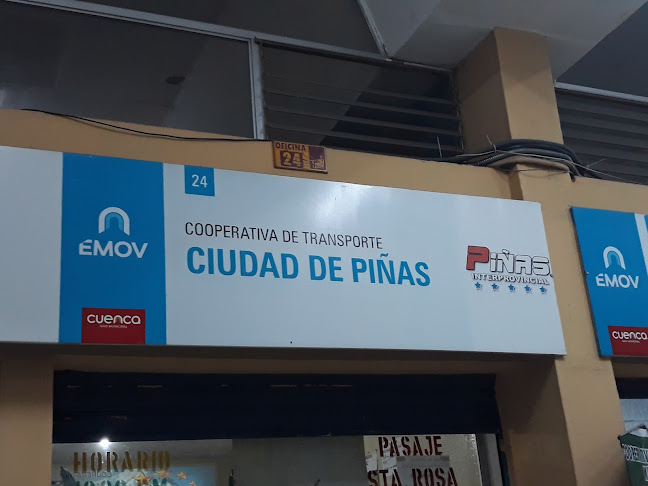 OFICINA
24
24
EMOV
cuenca
COOPERATIVA DE TRANSPORTE
CIUDAD DE PIÑAS
PIÑAS
INTERPROVINCIAL
EMOV
cuenca
HORARIO
PASAJE
STA ROSA